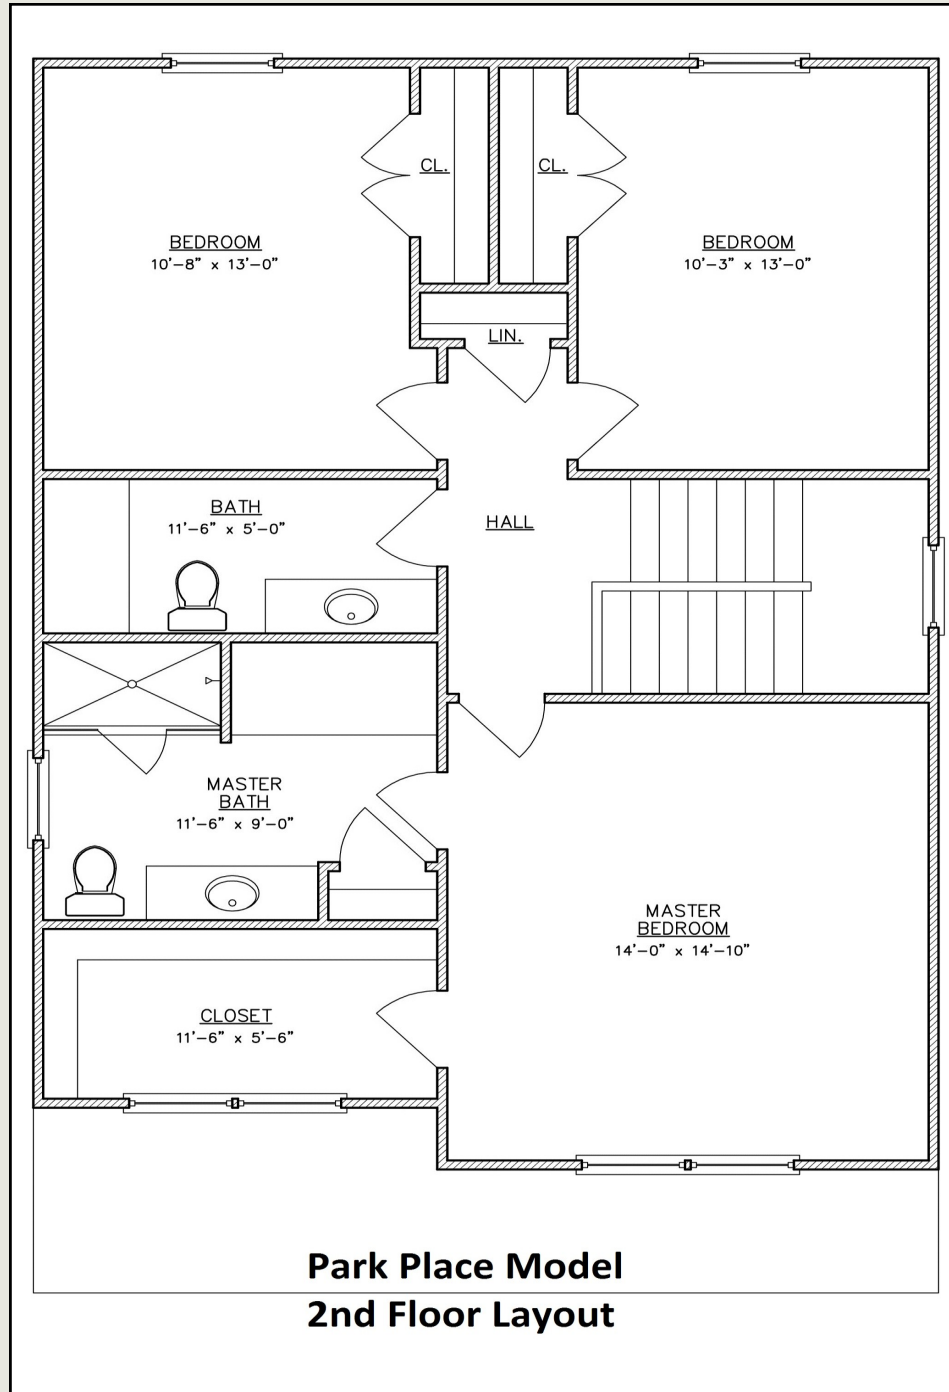 CL.
CL.
BEDROOM
10'-8" x 13'-0"
BEDROOM
10'-3" x 13'-0"
LIN.
BATH
11'-6" x 5'-0"
HALL
MASTER
BATH
11'-6" x 9'-0"
MASTER
BEDROOM
14'-0" x 14'-10"
CLOSET
11'-6" x 5'-6"
Park Place Model
2nd Floor Layout